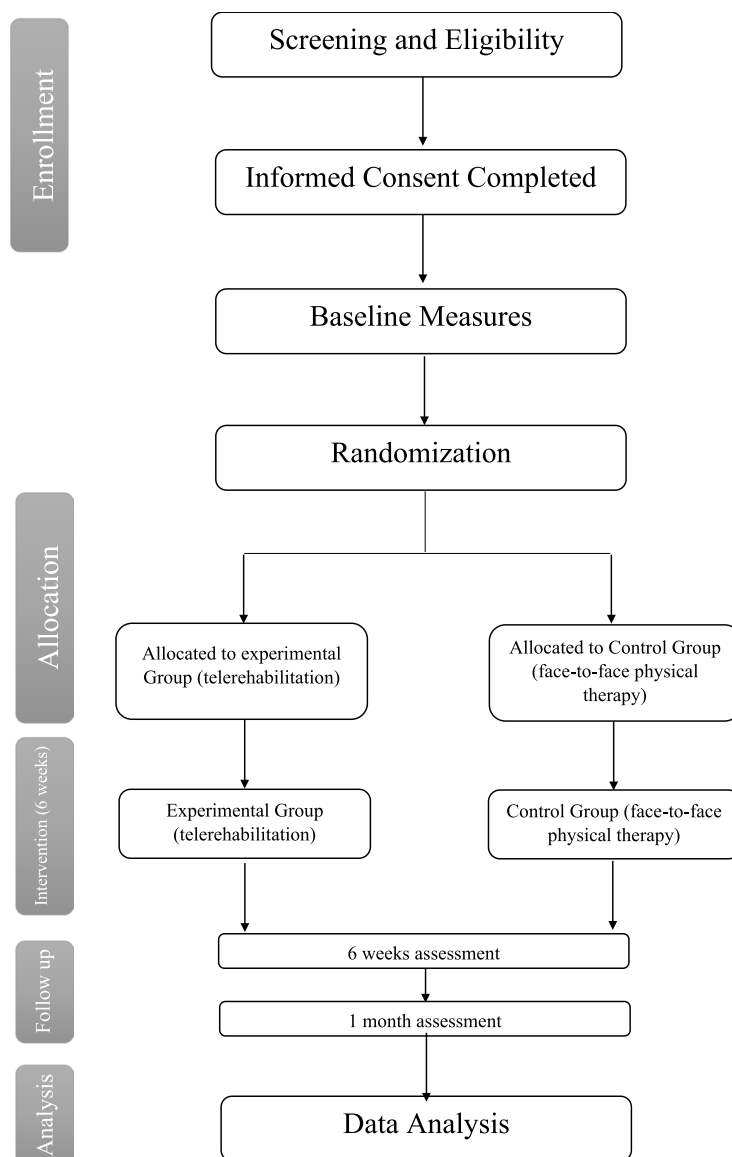 Enrollment
Screening and Eligibility
Informed Consent Completed
Baseline Measures
Randomization
Allocation
Allocated to experimental
Group (telerehabilitation)
Allocated to Control Group
(face-to-face physical
therapy)
Intervention (6 weeks)
Experimental Group
(telerehabilitation)
Control Group (face-to-face
physical therapy)
Follow up
6 weeks assessment
1 month assessment
Analysis
Data Analysis